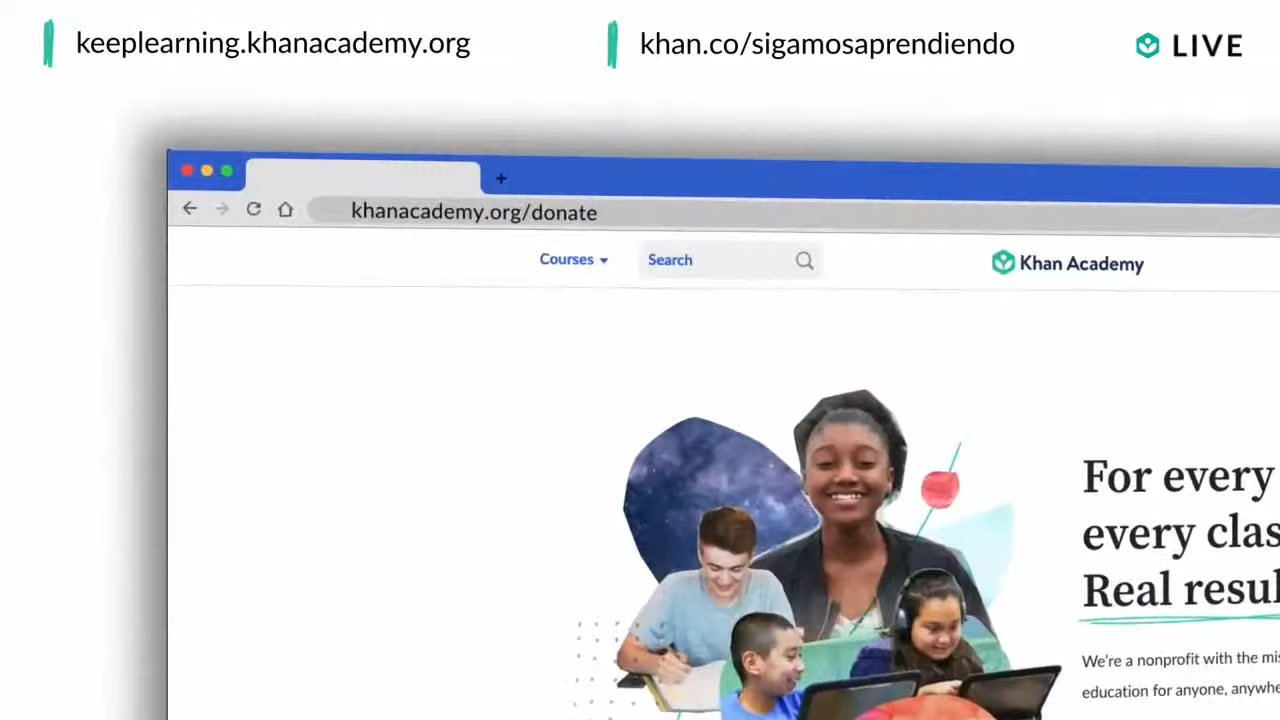 keeplearning.khanacademy.org
khan.co/sigamosaprendiendo
LIVE
khanacademy.org/donate
Courses
Search
Khan Academy
For every
every clas
Real resul
We're a nonprofit with the mis
education for anyone, anywhe